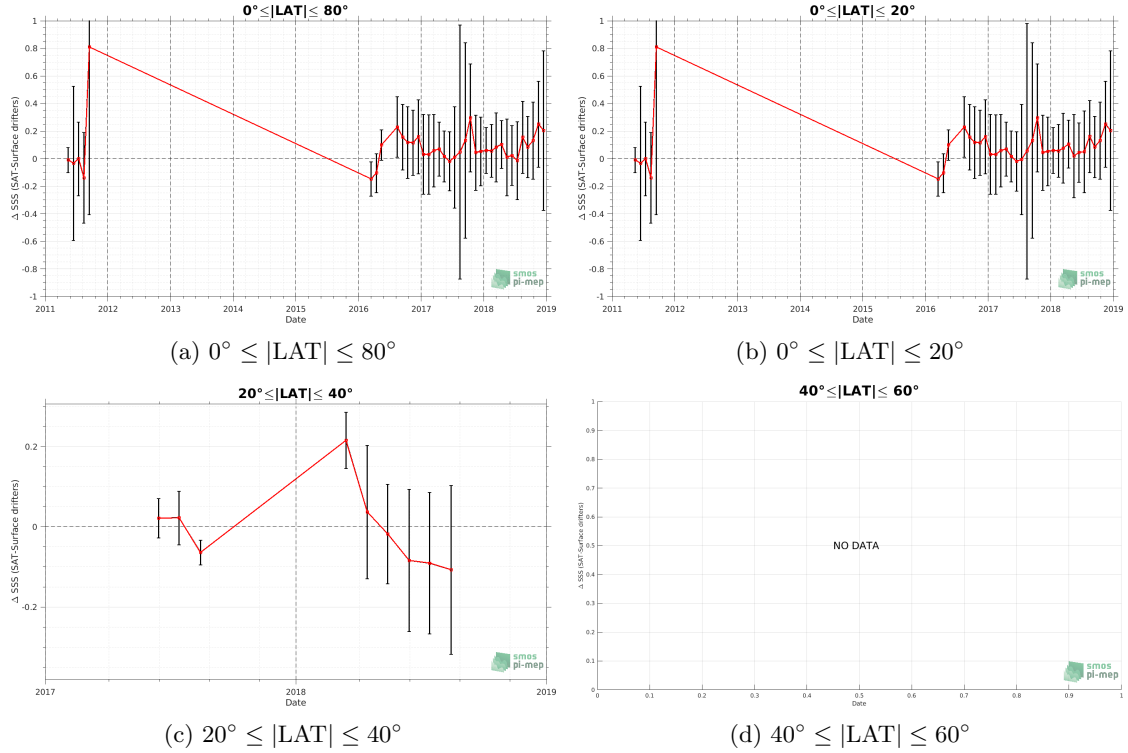 0°≤|LAT|≤ 80°
Δ SSS (SAT-Surface drifters)
1
0.8
0.6
0.4
0.2
0
-0.2
-0.4
-0.6
-0.8
-1
2011 2012 2013 2014 2015 2016 2017 2018 2019
Date
smos
pi-mep
(a) 0° ≤ |LAT| ≤ 80°
0°≤|LAT|≤ 20°
Δ SSS (SAT-Surface drifters)
1
0.8
0.6
0.4
0.2
0
-0.2
-0.4
-0.6
-0.8
-1
2011 2012 2013 2014 2015 2016 2017 2018 2019
Date
smos
pi-mep
(b) 0° ≤ |LAT| ≤ 20°
20°≤|LAT|≤ 40°
Δ SSS (SAT-Surface drifters)
0.2
0
-0.2
2017 2018 2019
Date
smos
pi-mep
(c) 20° ≤ |LAT| ≤ 40°
40°≤|LAT|≤ 60°
Δ SSS (SAT-Surface drifters)
1
0.9
0.8
0.7
0.6
0.5
0.4
0.3
0.2
0.1
0
NO DATA
0 0.1 0.2 0.3 0.4 0.5 0.6 0.7 0.8 0.9 1
Date
smos
pi-mep
(d) 40° ≤ |LAT| ≤ 60°